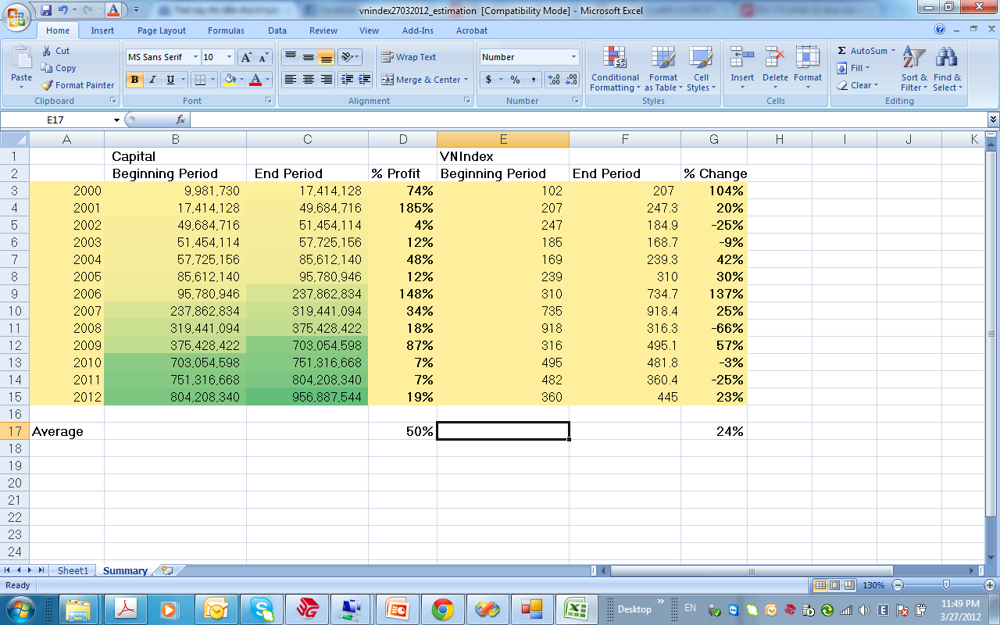 vnindex27032012_estimation [Compatibility Mode] - Microsoft Excel
Home Insert Page Layout Formulas Data Review View Add-Ins Acrobat
Paste Cut Copy Format Painter
MS Sans Serif 10
B I U
Wrap Text
Merge & Center
Number
$ % ,
Conditional Formatting Format as Table Cell Styles
Insert Delete Format
Σ AutoSum Fill Clear
Sort & Filter Find & Select
Clipboard Font Alignment Number Styles Cells Editing
E17 fx
A B C D E F G H I J K
1 Capital VNIndex
2 Beginning Period End Period % Profit Beginning Period End Period % Change
3 2000 9,981,730 17,414,128 74% 102 207 104%
4 2001 17,414,128 49,684,716 185% 207 247.3 20%
5 2002 49,684,716 51,454,114 4% 247 184.9 -25%
6 2003 51,454,114 57,725,156 12% 185 168.7 -9%
7 2004 57,725,156 85,612,140 48% 169 239.3 42%
8 2005 85,612,140 95,780,946 12% 239 310 30%
9 2006 95,780,946 237,862,834 148% 310 734.7 137%
10 2007 237,862,834 319,441,094 34% 735 918.4 25%
11 2008 319,441,094 375,428,422 18% 918 316.3 -66%
12 2009 375,428,422 703,054,598 87% 316 495.1 57%
13 2010 703,054,598 751,316,668 7% 495 481.8 -3%
14 2011 751,316,668 804,208,340 7% 482 360.4 -25%
15 2012 804,208,340 956,887,544 19% 360 445 23%
16
17 Average 50% 24%
18
19
20
21
22
23
24
Sheet1 Summary
Ready 130%
Desktop » EN 11:49 PM
3/27/2012